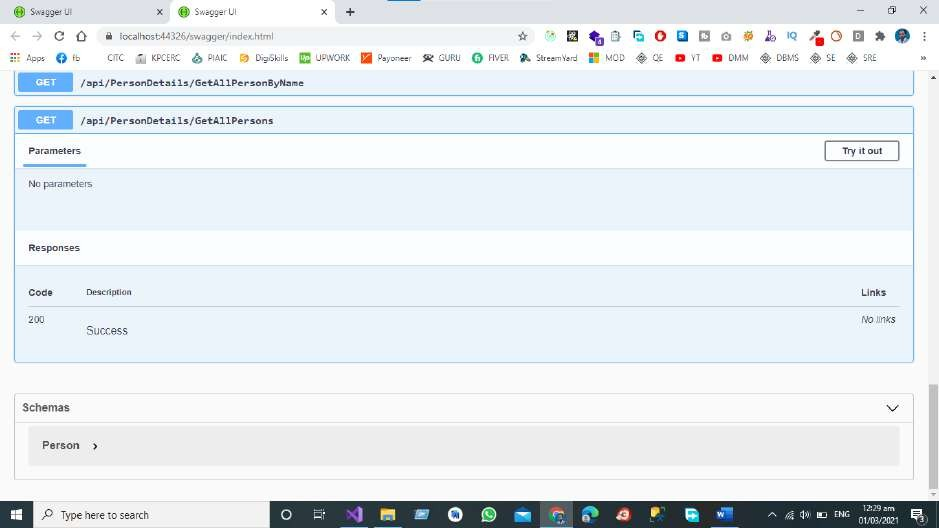 Swagger UI
Swagger UI
localhost:44326/swagger/index.html
Apps fb CITC KPCERC PIAIC DigiSkills UPWORK Payoneer GURU FIVER StreamYard MOD QE YT DMM DBMS SE SRE
GET /api/PersonDetails/GetAllPersonByName
GET /api/PersonDetails/GetAllPersons
Parameters
Try it out
No parameters
Responses
Code Description Links
200 Success No links
Schemas
Person
Type here to search
ENG
12:29 am
01/03/2021